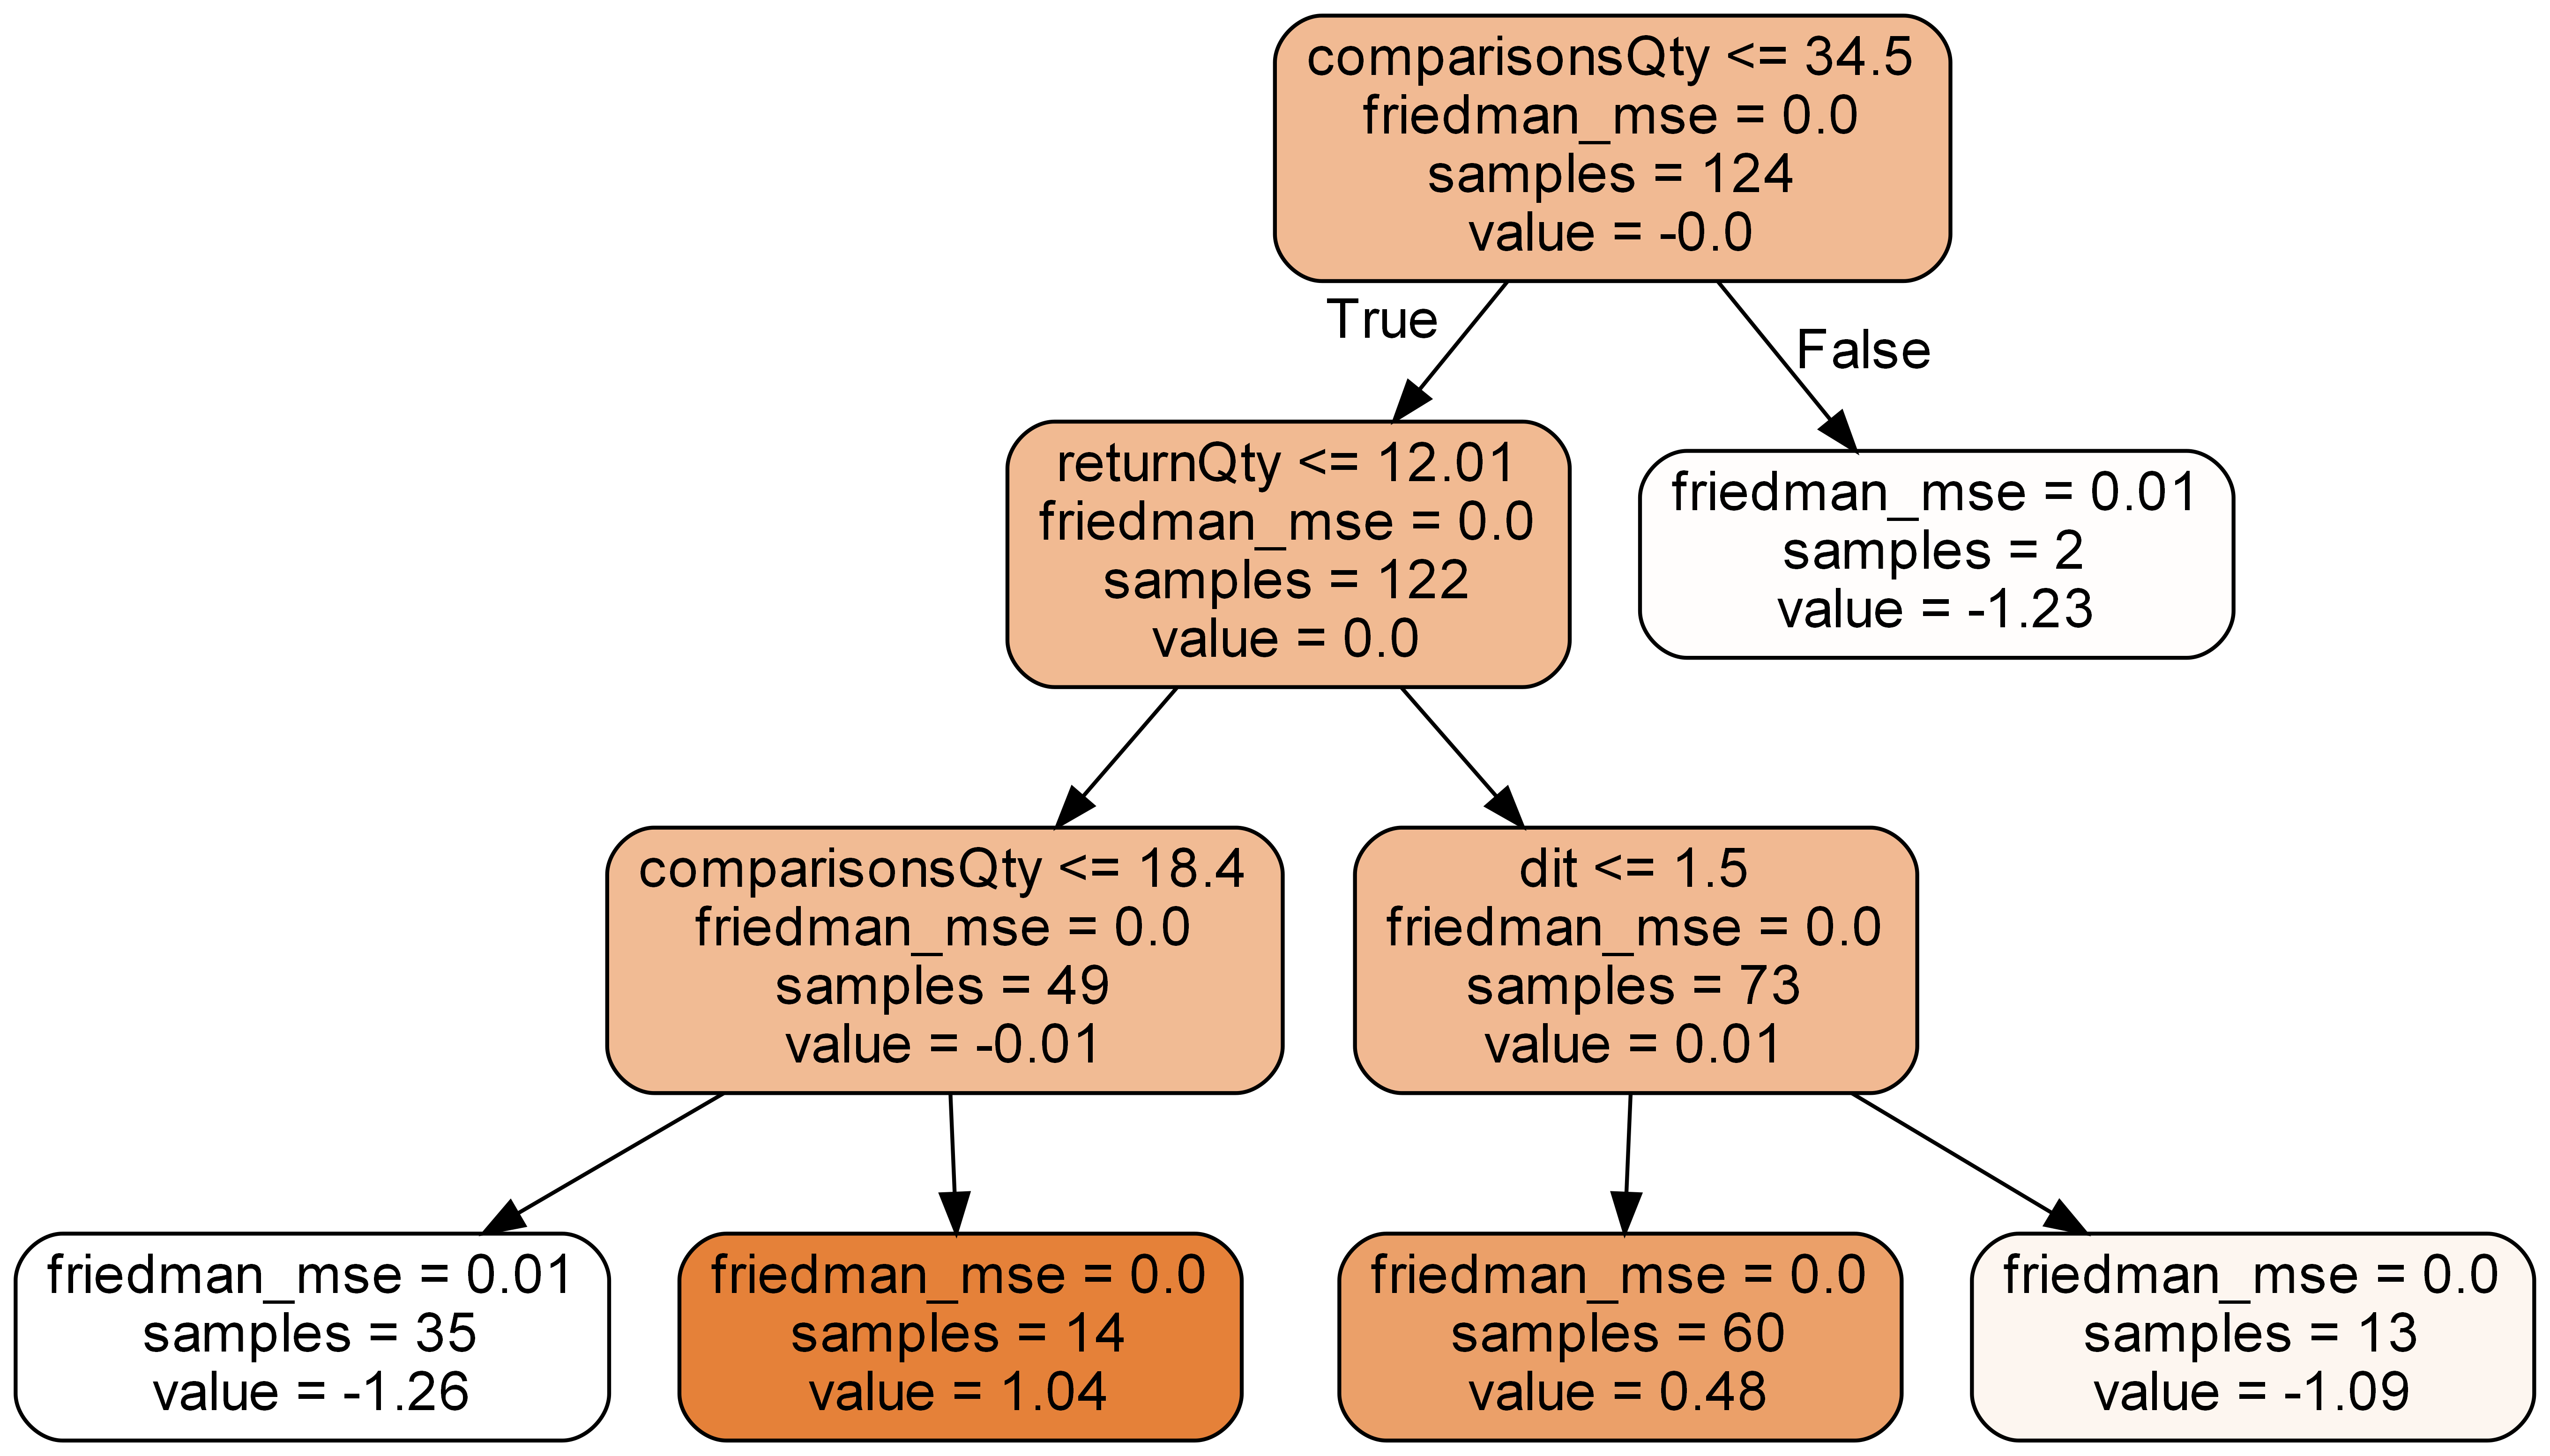 comparisonsQty <= 34.5
friedman_mse = 0.0
samples = 124
value = -0.0
True
False
returnQty <= 12.01
friedman_mse = 0.0
samples = 122
value = 0.0
friedman_mse = 0.01
samples = 2
value = -1.23
comparisonsQty <= 18.4
friedman_mse = 0.0
samples = 49
value = -0.01
dit <= 1.5
friedman_mse = 0.0
samples = 73
value = 0.01
friedman_mse = 0.01
samples = 35
value = -1.26
friedman_mse = 0.0
samples = 14
value = 1.04
friedman_mse = 0.0
samples = 60
value = 0.48
friedman_mse = 0.0
samples = 13
value = -1.09